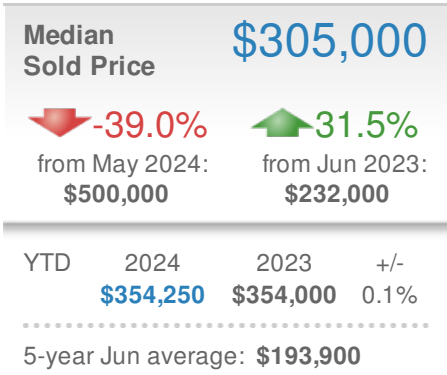 Median
Sold Price
$305,000
-39.0%
from May 2024:
$500,000
31.5%
from Jun 2023:
$232,000
YTD 2024 2023 +/-
$354,250 $354,000 0.1%
5-year Jun average: $193,900